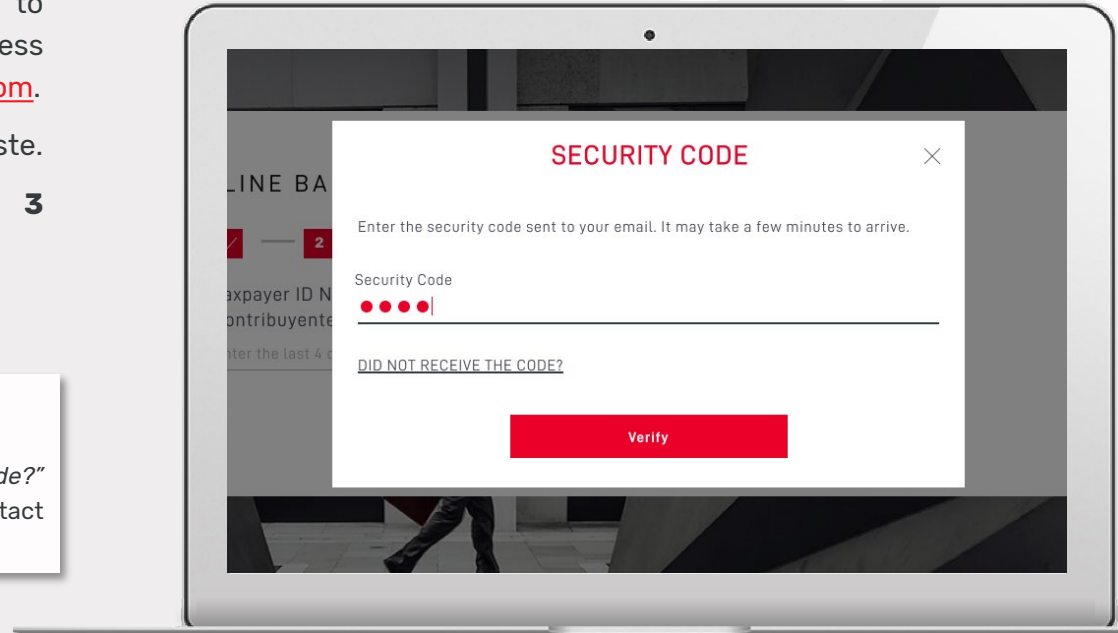 to
ess
om.
ste.
3
de?"
tact
SECURITY CODE
Enter the security code sent to your email. It may take a few minutes to arrive.
Security Code
DID NOT RECEIVE THE CODE?
Verify
LINE BA
2
axpayer ID N
ontribuyente
nter the last 4 d